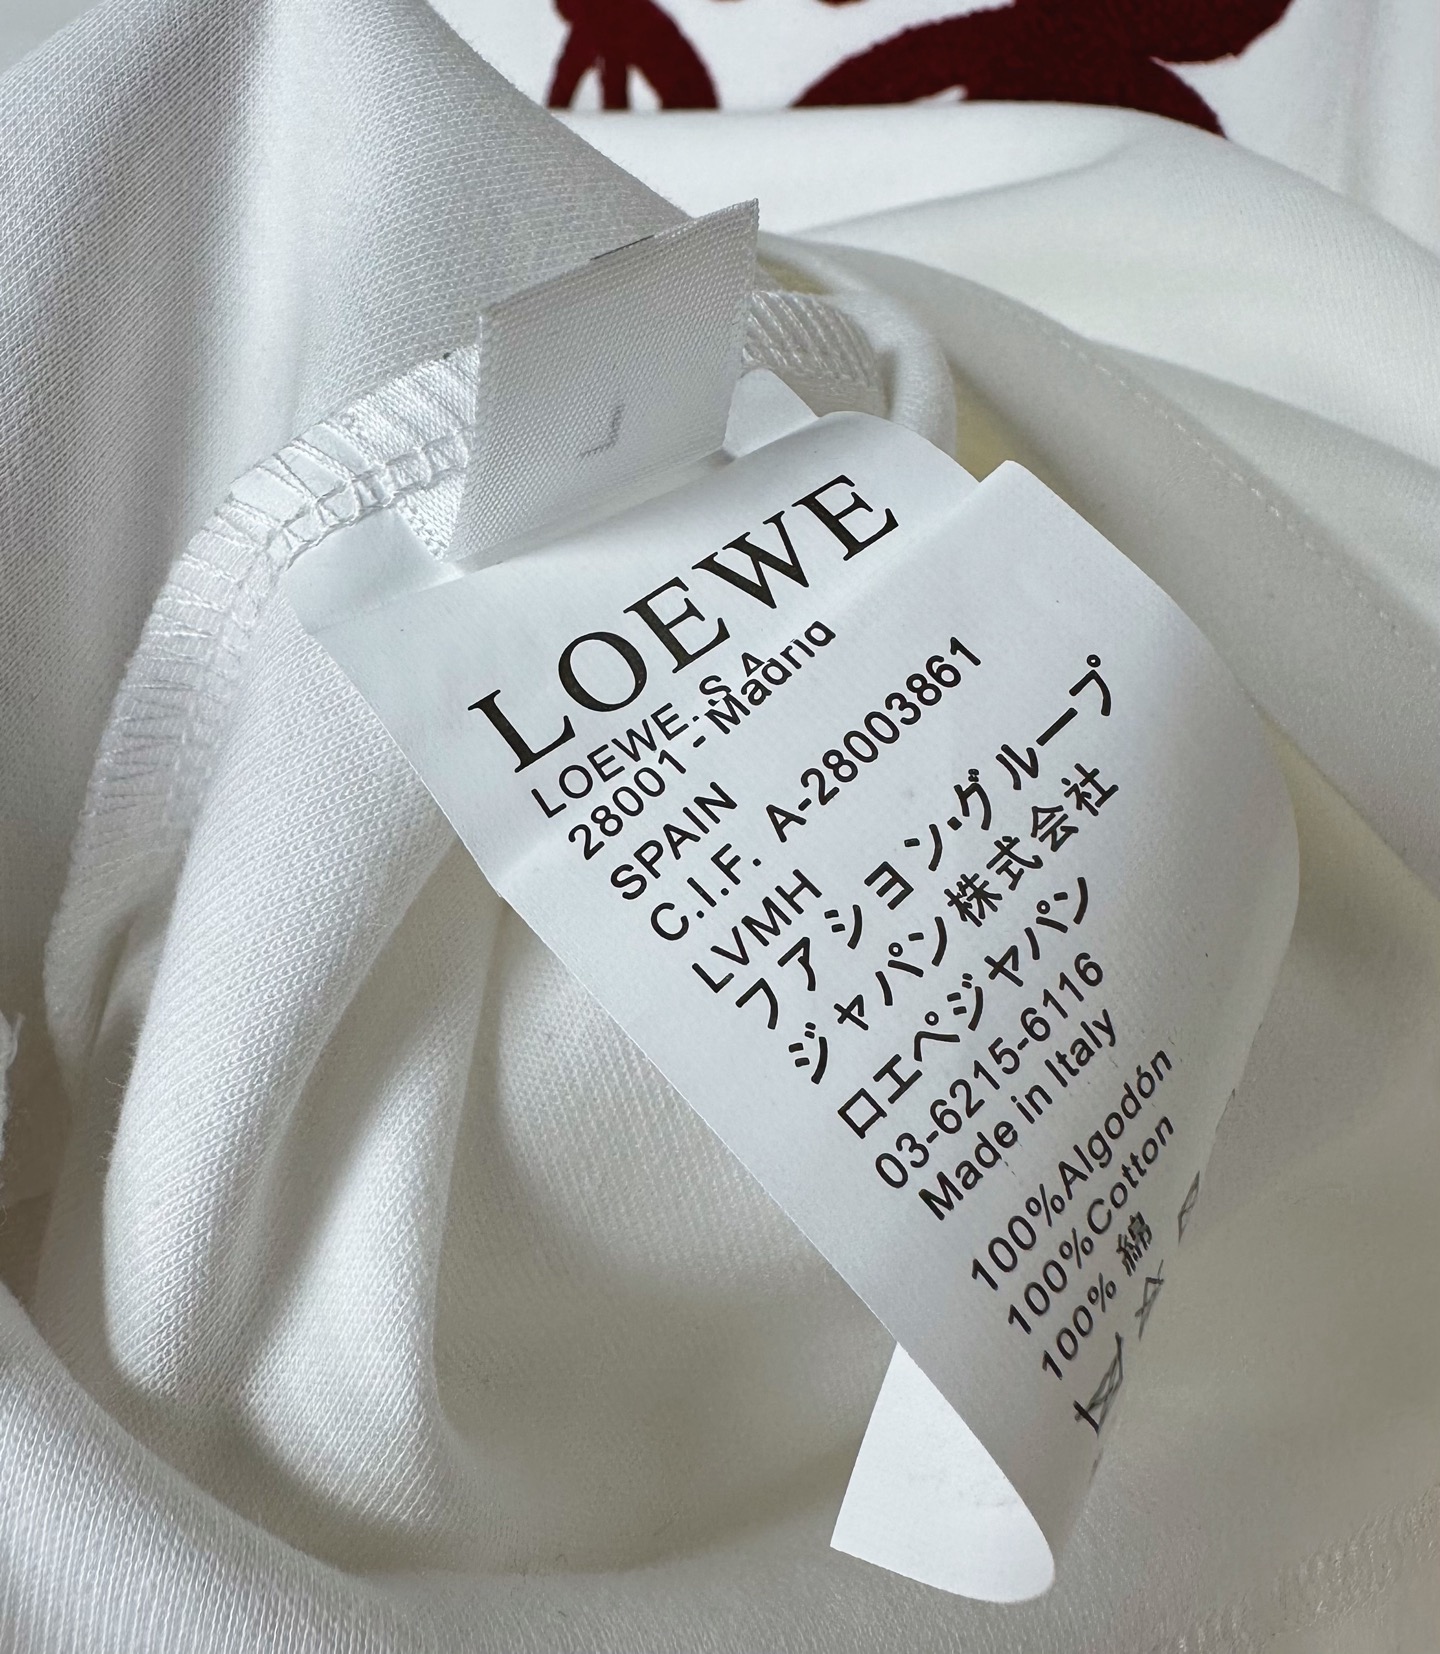 LOEWE
LOEWE. S A
28001 - Madrid
SPAIN
C.I.F. A-28003861
LVMH
ファション・グループ
ジャパン株式会社
ロエペジャパン
03-6215-6116
Made in Italy
100%Algodón
100%Cotton
100% 綿